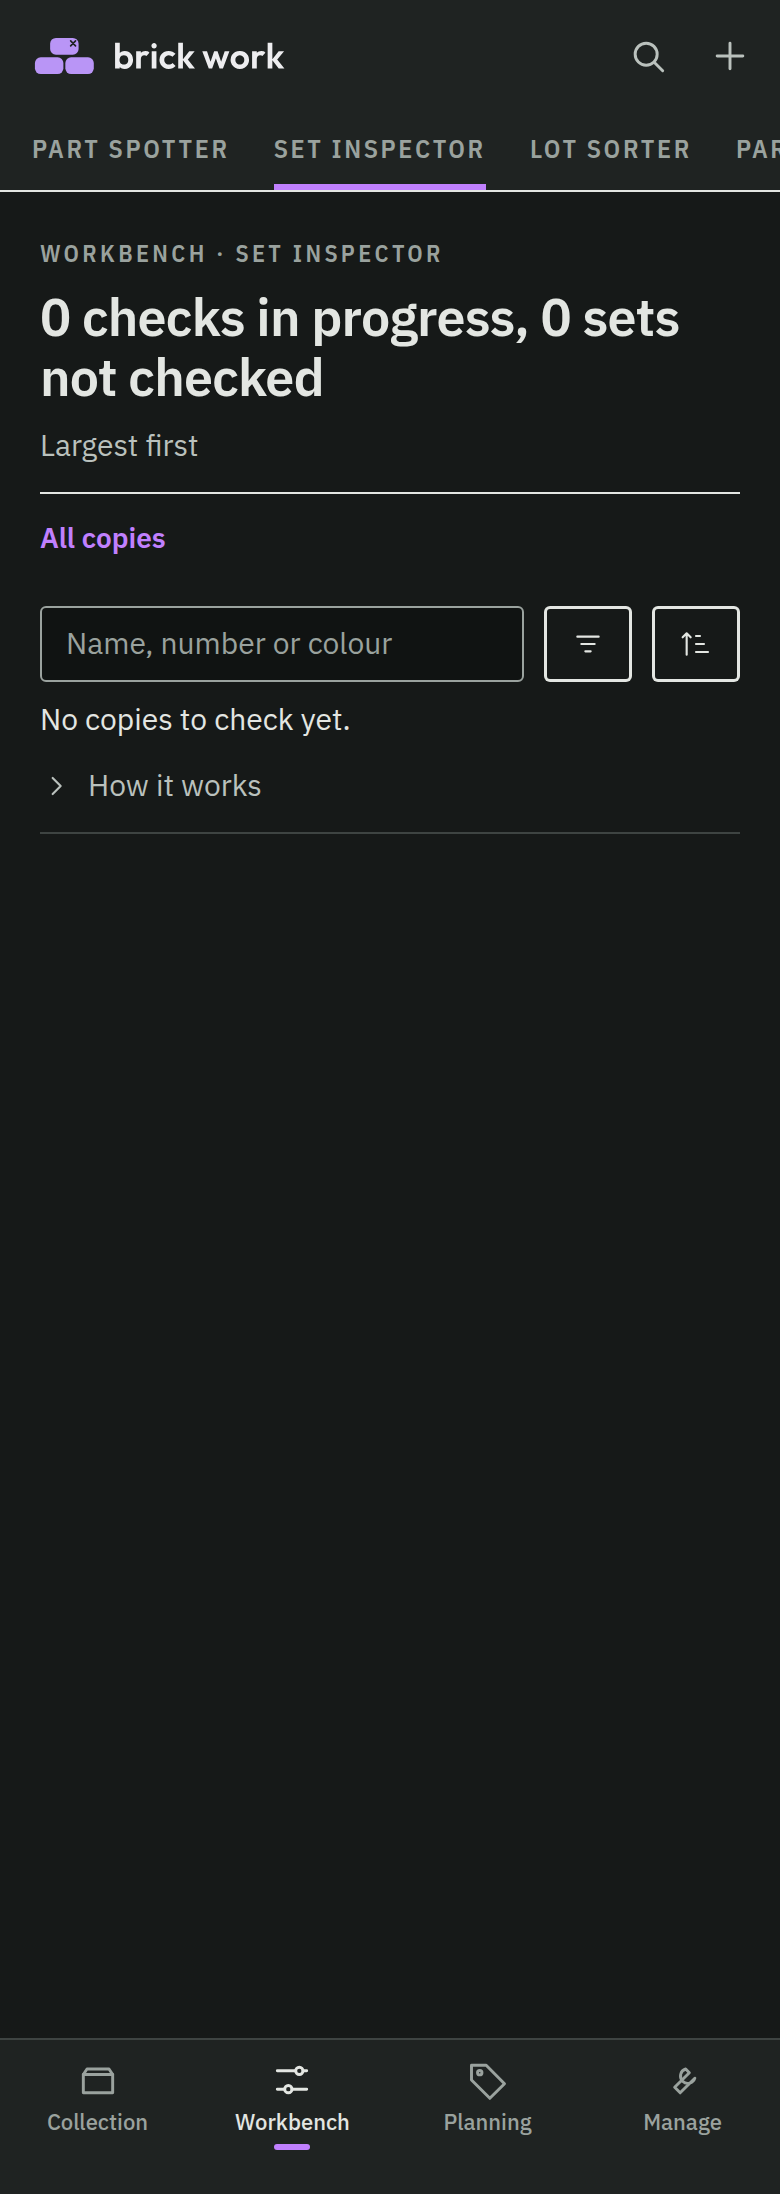 brick work
PART SPOTTER SET INSPECTOR LOT SORTER PAR
WORKBENCH · SET INSPECTOR
0 checks in progress, 0 sets
not checked
Largest first
All copies
Name, number or colour
No copies to check yet.
How it works
Collection Workbench Planning Manage